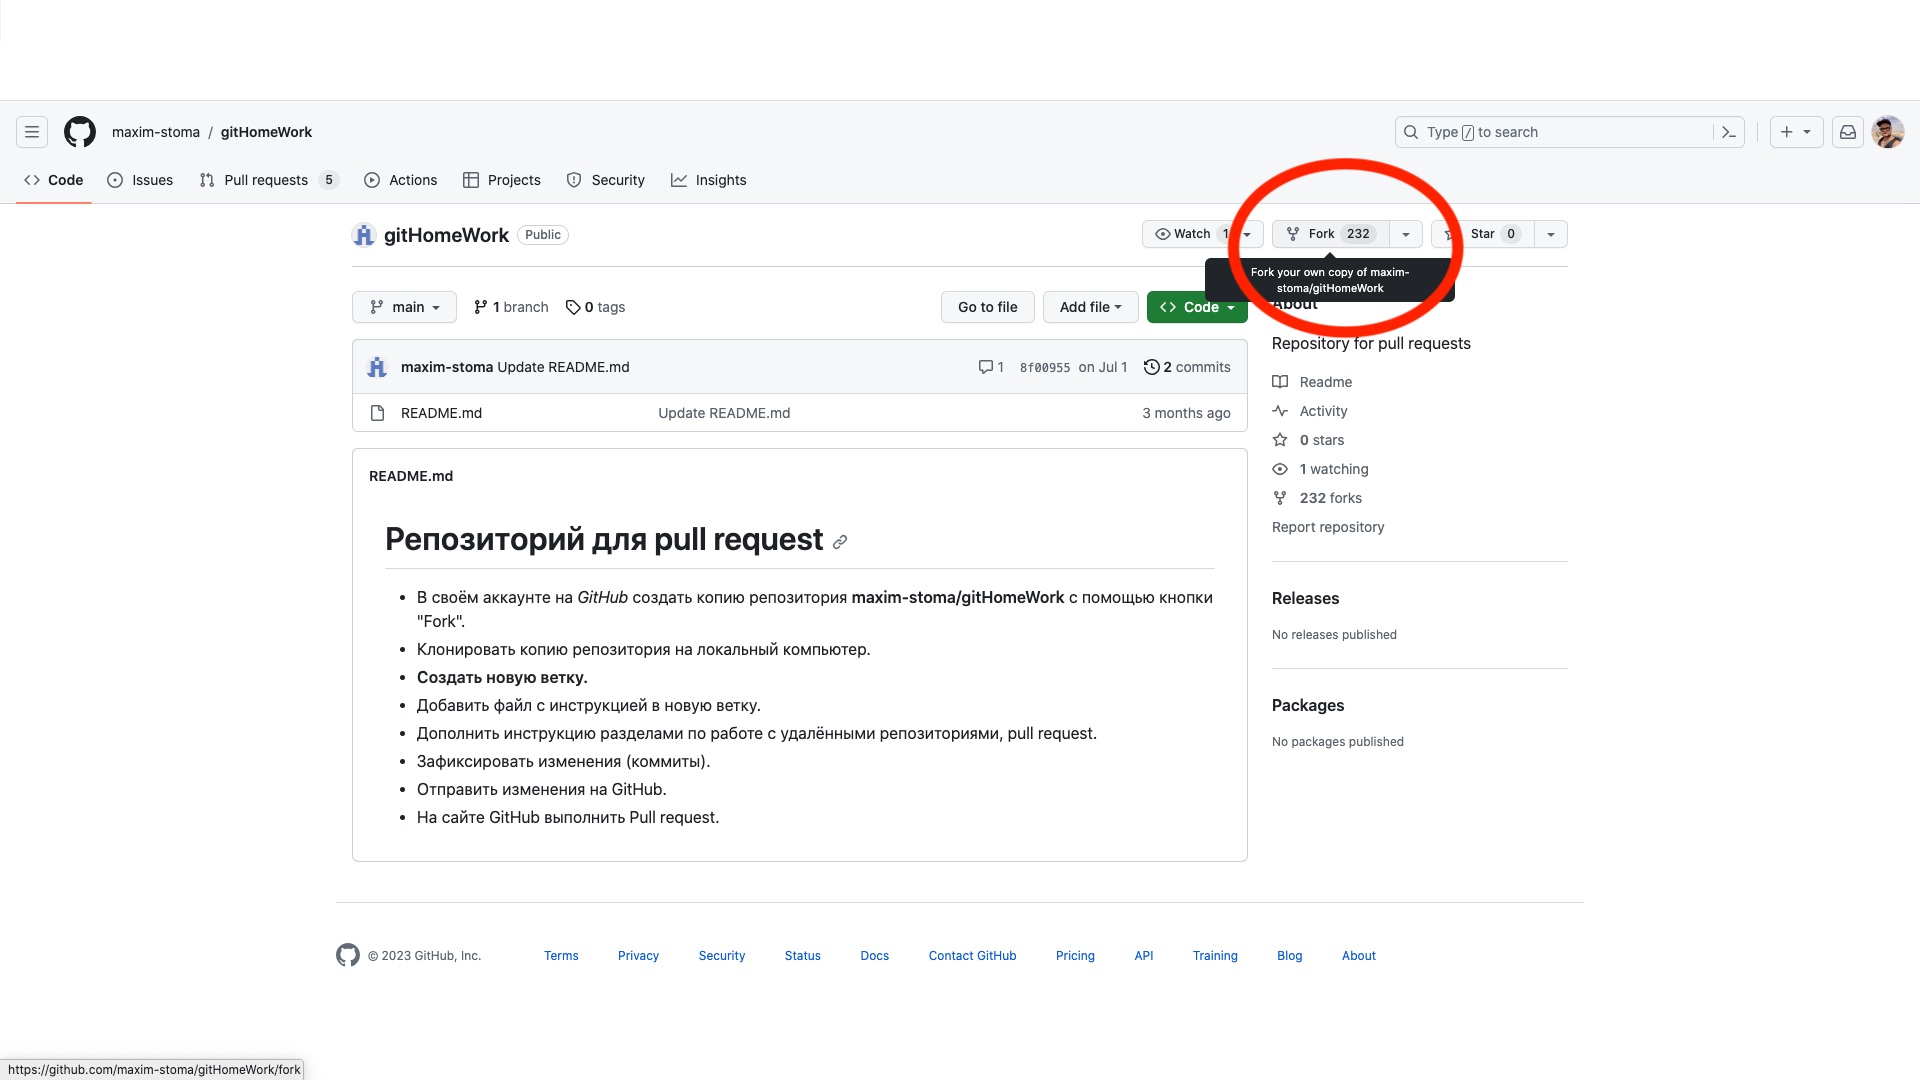 maxim-stoma / gitHomeWork
Type / to search
Code
Issues
Pull requests 5
Actions
Projects
Security
Insights
gitHomeWork Public
Watch 1
Fork 232
Star 0
Fork your own copy of maxim-
stoma/gitHomeWork
main
1 branch
0 tags
Go to file
Add file
Code
About
Repository for pull requests
maxim-stoma Update README.md
1 8f00955 on Jul 1 2 commits
README.md Update README.md 3 months ago
Readme
Activity
0 stars
1 watching
232 forks
Report repository
README.md
Репозиторий для pull request
• В своём аккаунте на GitHub создать копию репозитория maxim-stoma/gitHomeWork с помощью кнопки
"Fork".
• Клонировать копию репозитория на локальный компьютер.
• Создать новую ветку.
• Добавить файл с инструкцией в новую ветку.
• Дополнить инструкцию разделами по работе с удалёнными репозиториями, pull request.
• Зафиксировать изменения (коммиты).
• Отправить изменения на GitHub.
• На сайте GitHub выполнить Pull request.
Releases
No releases published
Packages
No packages published
© 2023 GitHub, Inc. Terms Privacy Security Status Docs Contact GitHub Pricing API Training Blog About
https://github.com/maxim-stoma/gitHomeWork/fork